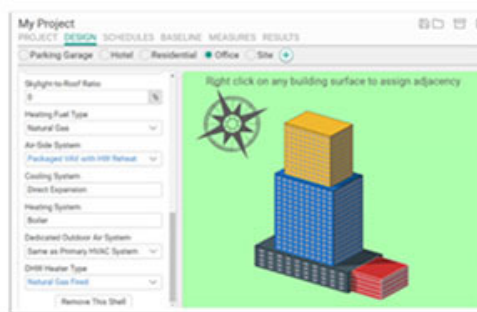 My Project
PROJECT DESIGN SCHEDULES BASELINE MEASURES RESULTS
Parking Garage Hotel Residential Office Site
Skylight-to-Roof Ratio
0 %
Heating Fuel Type
Natural Gas
Air-Side System
Packaged VAV with HW Reheat
Cooling System
Direct Expansion
Heating System
Boiler
Dedicated Outdoor Air System
Same as Primary HVAC System
DHW Heater Type
Natural Gas Fired
Remove This Shell
Right click on any building surface to assign adjacency